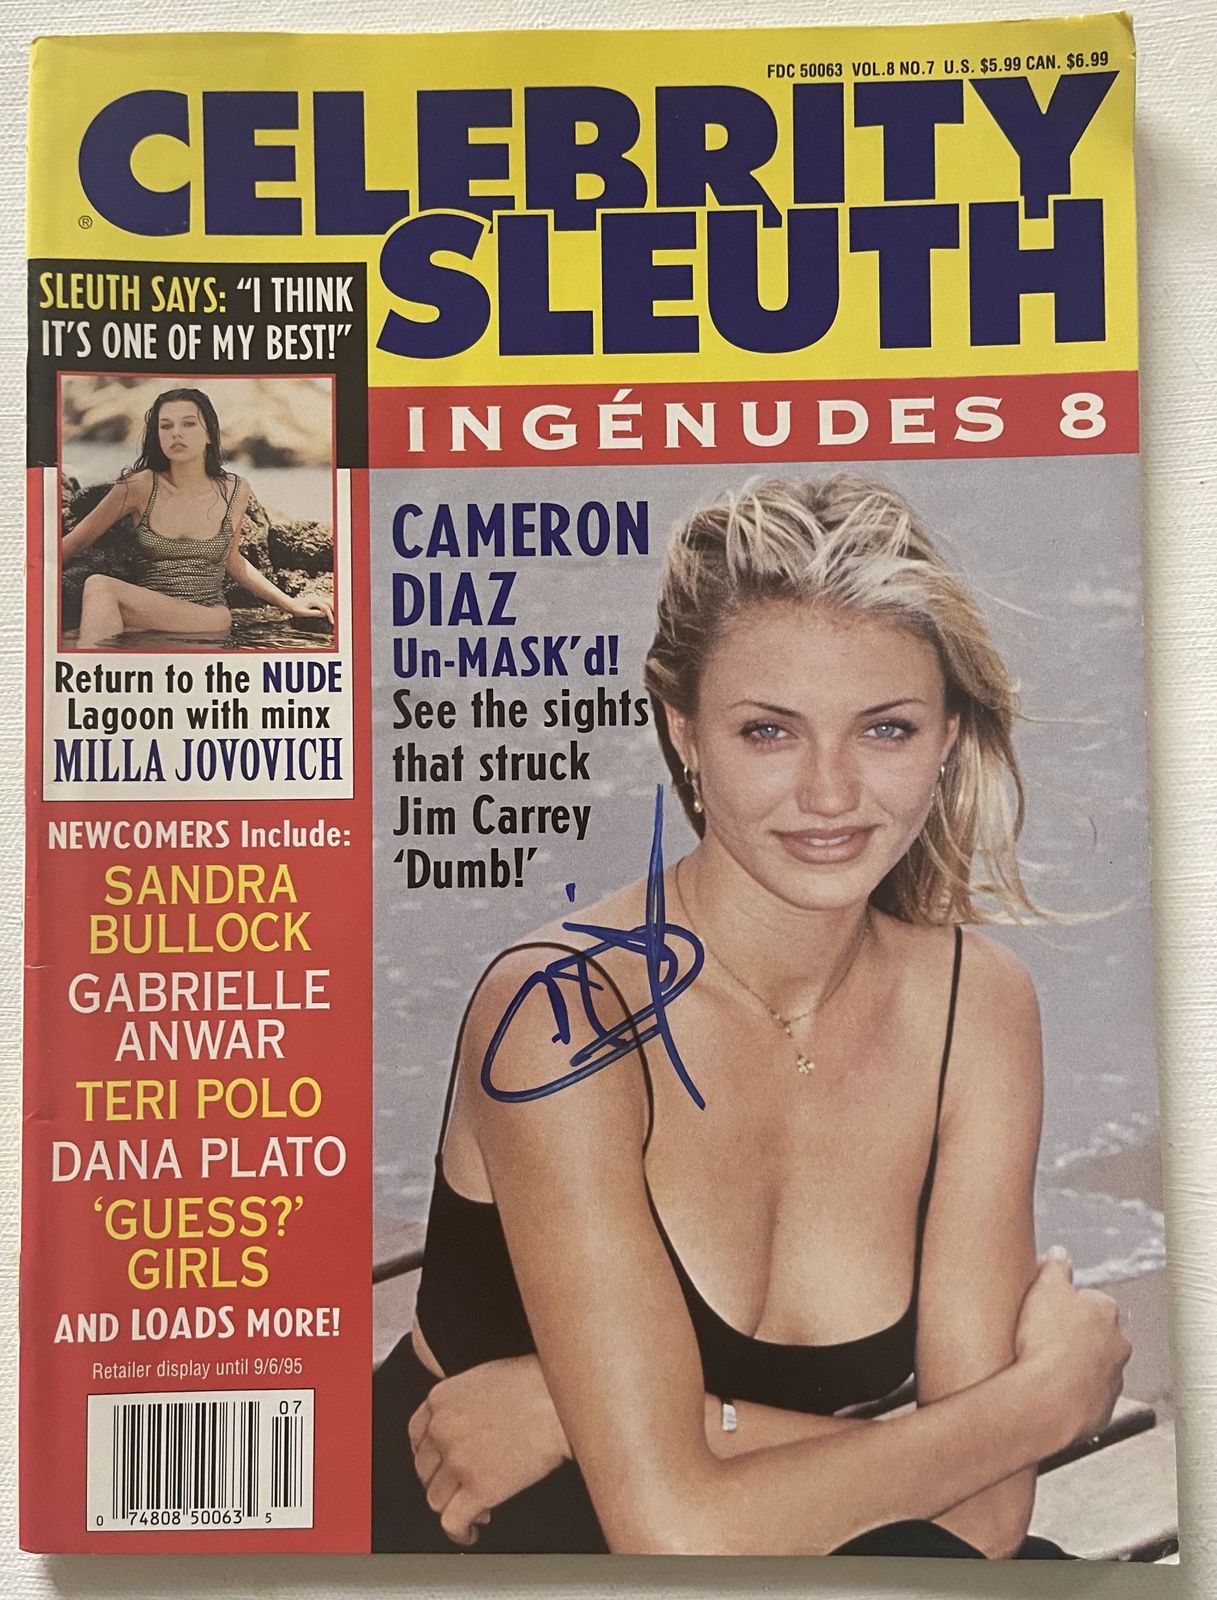 FDC 50063 VOL.8 NO.7 U.S. $5.99 CAN. $6.99
CELEBRITY
SLEUTH
®
SLEUTH SAYS: “I THINK
IT’S ONE OF MY BEST!”
INGÉNUDES 8
Return to the NUDE
Lagoon with minx
MILLA JOVOVICH
CAMERON
DIAZ
Un-MASK’d!
See the sights
that struck
Jim Carrey
‘Dumb!’
NEWCOMERS Include:
SANDRA
BULLOCK
GABRIELLE
ANWAR
TERI POLO
DANA PLATO
‘GUESS?’
GIRLS
AND LOADS MORE!
Retailer display until 9/6/95
07
0 74808 50063 5